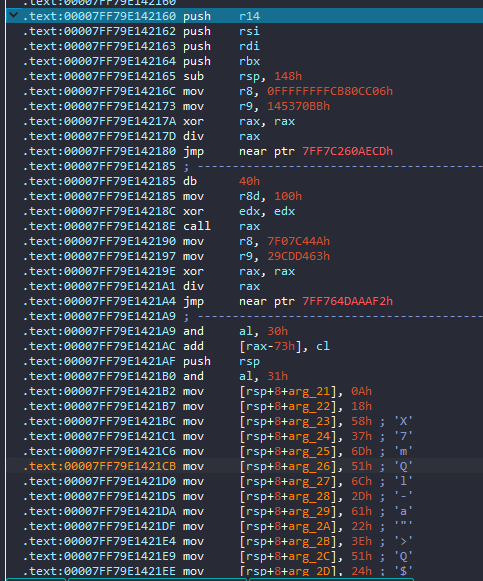 .text:00007FF79E142160
.text:00007FF79E142160 push r14
.text:00007FF79E142162 push rsi
.text:00007FF79E142163 push rdi
.text:00007FF79E142164 push rbx
.text:00007FF79E142165 sub rsp, 148h
.text:00007FF79E14216C mov r8, 0FFFFFFFFCB80CC06h
.text:00007FF79E142173 mov r9, 145370BBh
.text:00007FF79E14217A xor rax, rax
.text:00007FF79E14217D div rax
.text:00007FF79E142180 jmp near ptr 7FF7C260AECDh
.text:00007FF79E142185 ; ---------------------------------------
.text:00007FF79E142185 db 40h
.text:00007FF79E142185 mov r8d, 100h
.text:00007FF79E14218C xor edx, edx
.text:00007FF79E14218E call rax
.text:00007FF79E142190 mov r8, 7F07C44Ah
.text:00007FF79E142197 mov r9, 29CDD463h
.text:00007FF79E14219E xor rax, rax
.text:00007FF79E1421A1 div rax
.text:00007FF79E1421A4 jmp near ptr 7FF764DAAAF2h
.text:00007FF79E1421A9 ; ---------------------------------------
.text:00007FF79E1421A9 and al, 30h
.text:00007FF79E1421AC add [rax-73h], cl
.text:00007FF79E1421AF push rsp
.text:00007FF79E1421B0 and al, 31h
.text:00007FF79E1421B2 mov [rsp+8+arg_21], 0Ah
.text:00007FF79E1421B7 mov [rsp+8+arg_22], 18h
.text:00007FF79E1421BC mov [rsp+8+arg_23], 58h ; 'X'
.text:00007FF79E1421C1 mov [rsp+8+arg_24], 37h ; '7'
.text:00007FF79E1421C6 mov [rsp+8+arg_25], 6Dh ; 'm'
.text:00007FF79E1421CB mov [rsp+8+arg_26], 51h ; 'Q'
.text:00007FF79E1421D0 mov [rsp+8+arg_27], 6Ch ; 'l'
.text:00007FF79E1421D5 mov [rsp+8+arg_28], 2Dh ; '-'
.text:00007FF79E1421DA mov [rsp+8+arg_29], 61h ; 'a'
.text:00007FF79E1421DF mov [rsp+8+arg_2A], 22h ; '"'
.text:00007FF79E1421E4 mov [rsp+8+arg_2B], 3Eh ; '>'
.text:00007FF79E1421E9 mov [rsp+8+arg_2C], 51h ; 'Q'
.text:00007FF79E1421EE mov [rsp+8+arg_2D], 24h ; '$'